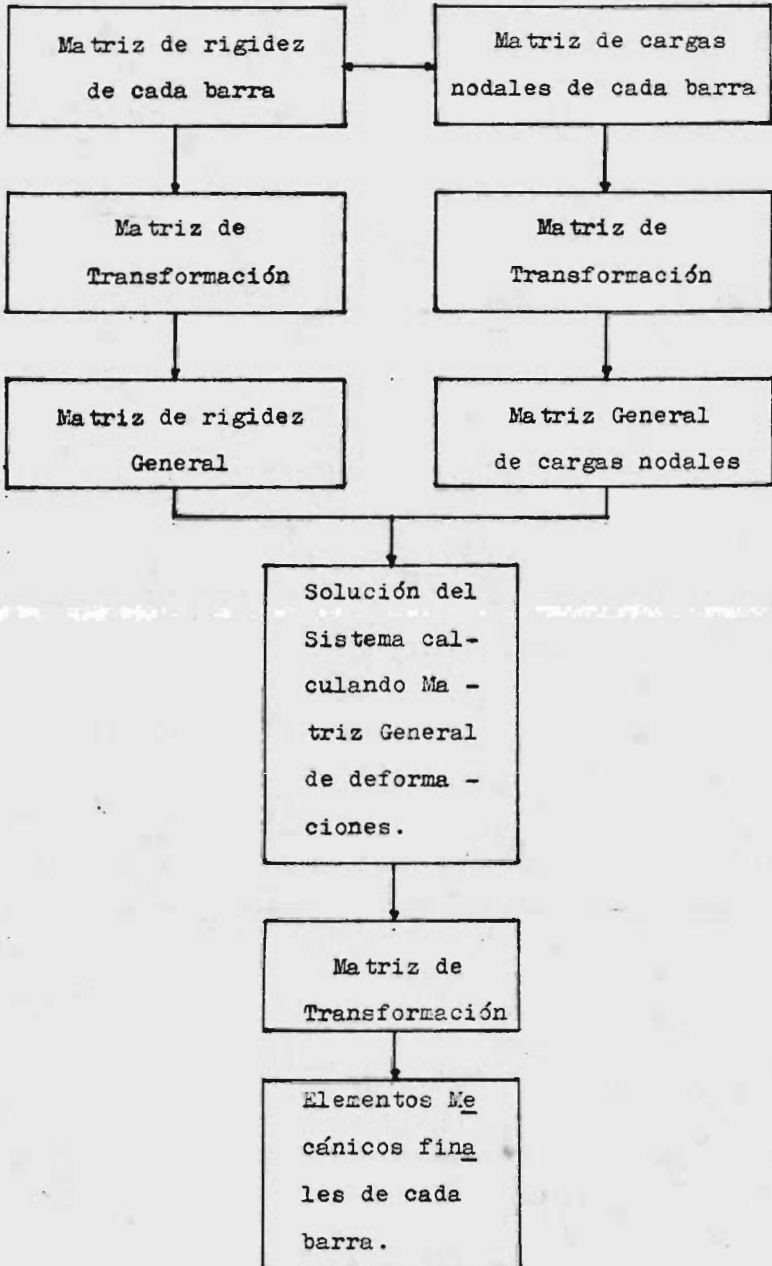 Matriz de rigidez
de cada barra
Matriz de cargas
nodales de cada barra
Matriz de
Transformación
Matriz de
Transformación
Matriz de rigidez
General
Matriz General
de cargas nodales
Solución del
Sistema cal-
culando Ma -
triz General
de deforma -
ciones.
Matriz de
Transformación
Elementos Me
cánicos fina
les de cada
barra.